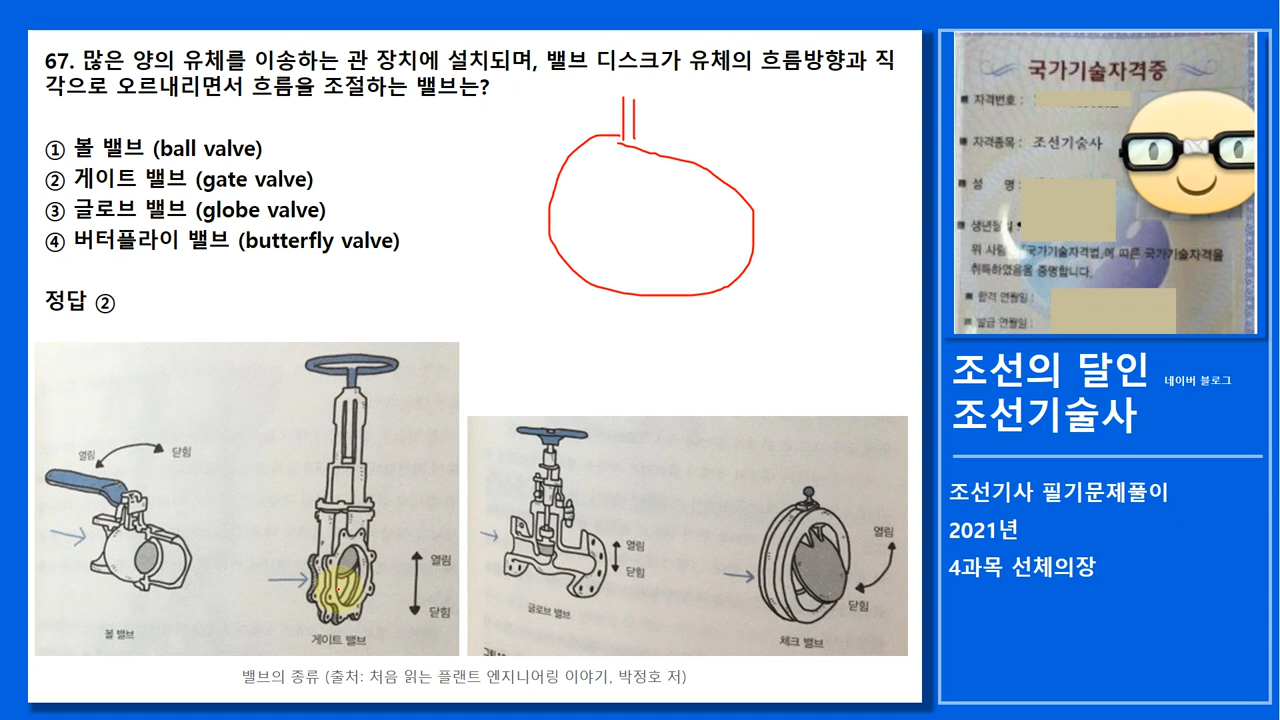 67. 많은 양의 유체를 이송하는 관 장치에 설치되며, 밸브 디스크가 유체의 흐름방향과 직
각으로 오르내리면서 흐름을 조절하는 밸브는?
① 볼 밸브 (ball valve)
② 게이트 밸브 (gate valve)
③ 글로브 밸브 (globe valve)
④ 버터플라이 밸브 (butterfly valve)
정답 ②
열림
닫힘
볼 밸브
열림
닫힘
게이트 밸브
열림
닫힘
글로브 밸브
열림
닫힘
체크 밸브
밸브의 종류 (출처: 처음 읽는 플랜트 엔지니어링 이야기, 박정호 저)
국가기술자격증
자격번호 :
자격종목 : 조선기술사
성 명 :
생년월일
위 사람은 「국가기술자격법」에 따른 국가기술자격을
취득하였음을 증명합니다.
합격 연월일 :
발급 연월일 :
조선의 달인 네이버 블로그
조선기술사
조선기사 필기문제풀이
2021년
4과목 선체의장